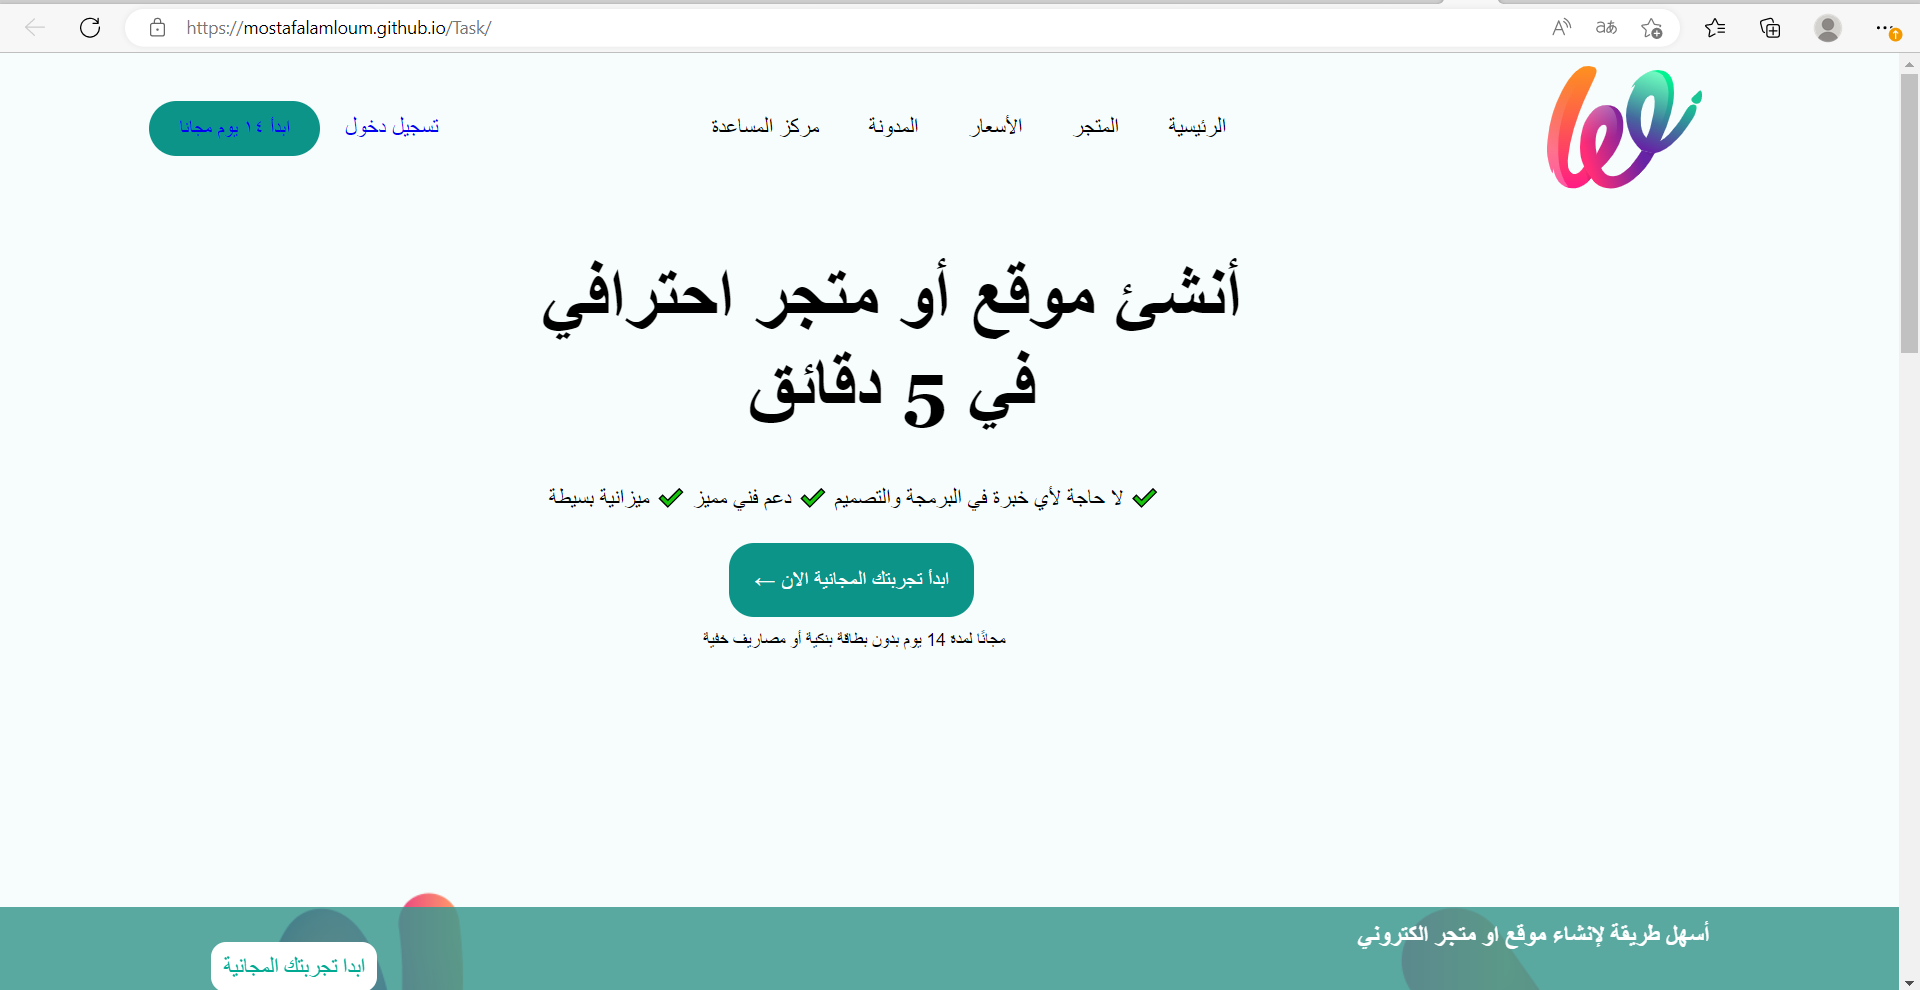 https://mostafalamloum.github.io/Task/
الرئيسية
المتجر
الأسعار
المدونة
مركز المساعدة
تسجيل دخول
ابدأ ١٤ يوم مجانا
أنشئ موقع أو متجر احترافي
في 5 دقائق
✔ لا حاجة لأي خبرة في البرمجة والتصميم ✔ دعم فني مميز ✔ ميزانية بسيطة
ابدأ تجربتك المجانية الان ←
مجانًا لمدة 14 يوم بدون بطاقة بنكية أو مصاريف خفية
أسهل طريقة لإنشاء موقع او متجر الكتروني
ابدا تجربتك المجانية